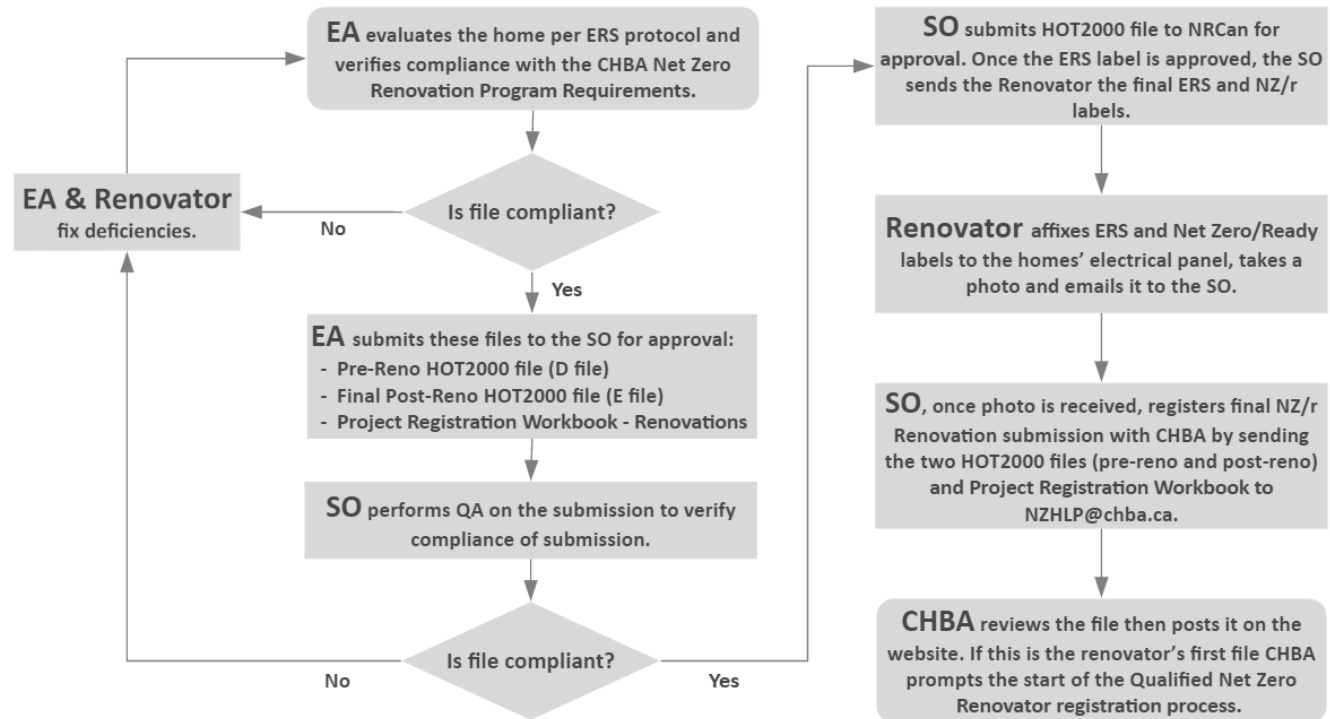 EA evaluates the home per ERS protocol and
verifies compliance with the CHBA Net Zero
Renovation Program Requirements.
Is file compliant?
No
EA & Renovator
fix deficiencies.
Yes
EA submits these files to the SO for approval:
- Pre-Reno HOT2000 file (D file)
- Final Post-Reno HOT2000 file (E file)
- Project Registration Workbook - Renovations
SO performs QA on the submission to verify
compliance of submission.
Is file compliant?
No
Yes
SO submits HOT2000 file to NRCan for
approval. Once the ERS label is approved, the SO
sends the Renovator the final ERS and NZ/r
labels.
Renovator affixes ERS and Net Zero/Ready
labels to the homes’ electrical panel, takes a
photo and emails it to the SO.
SO, once photo is received, registers final NZ/r
Renovation submission with CHBA by sending
the two HOT2000 files (pre-reno and post-reno)
and Project Registration Workbook to
NZHLP@chba.ca.
CHBA reviews the file then posts it on the
website. If this is the renovator’s first file CHBA
prompts the start of the Qualified Net Zero
Renovator registration process.